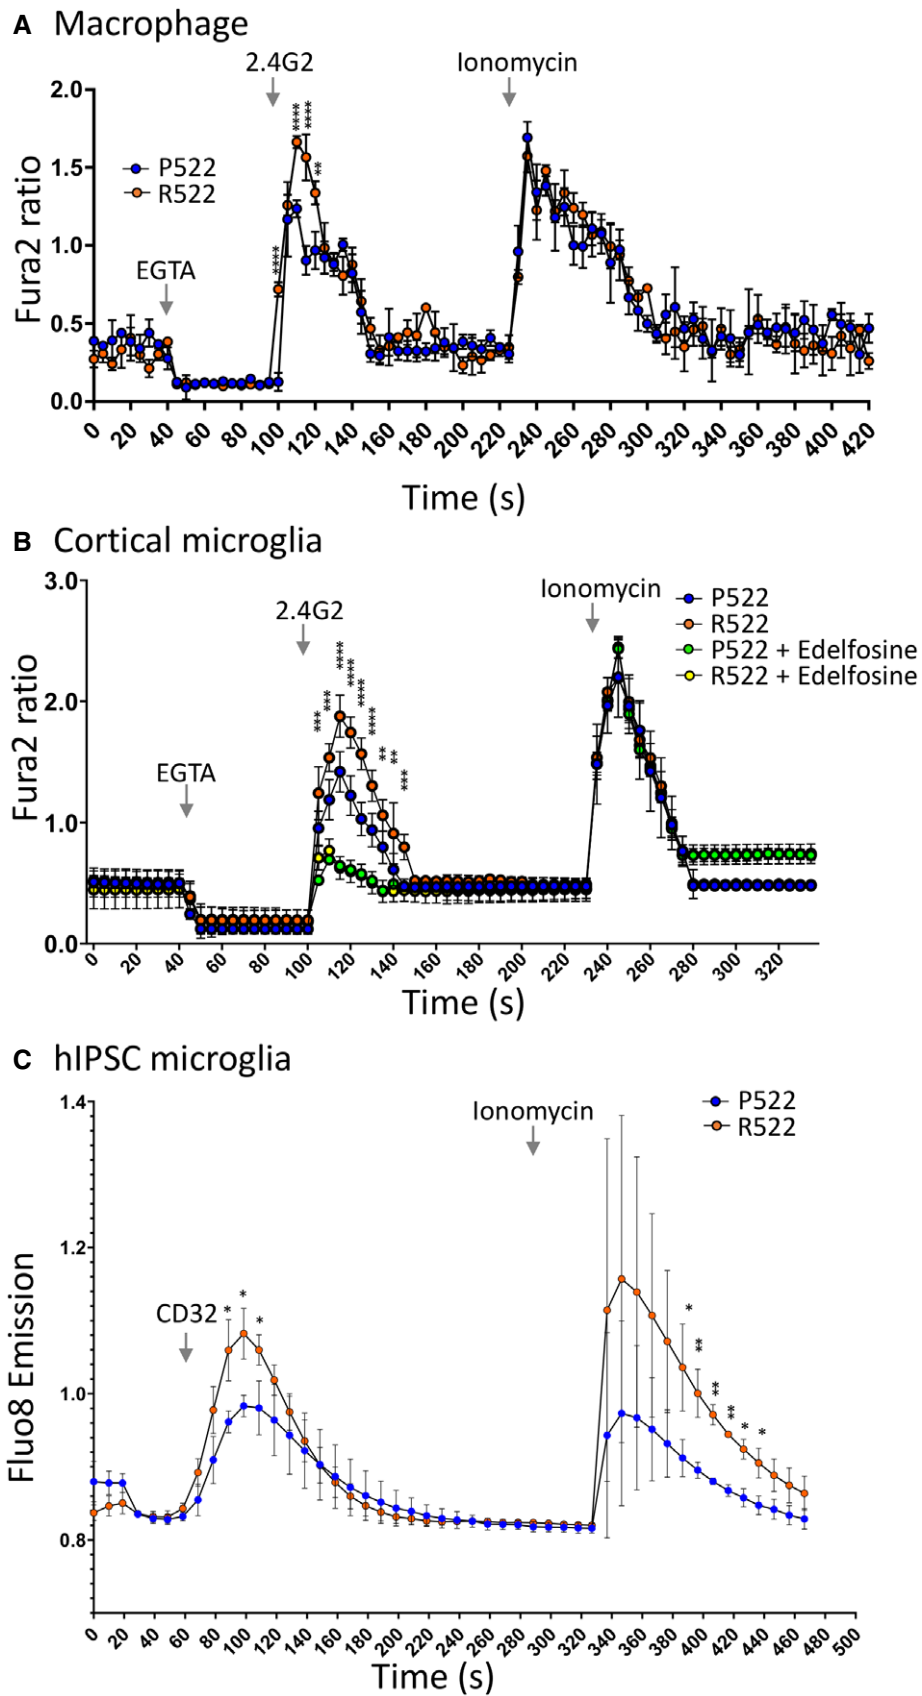 A Macrophage
2.4G2
Ionomycin
2.0
P522
R522
**** **** **
1.5
Fura2 ratio
1.0
EGTA
****
0.5
0.0
0 20 40 60 80 100 120 140 160 180 200 220 240 260 280 300 320 340 360 380 400 420
Time (s)
B Cortical microglia
3.0
2.4G2
Ionomycin
P522
R522
P522 + Edelfosine
R522 + Edelfosine
*** *** **** **** **** **** ** ** ***
2.0
Fura2 ratio
EGTA
1.0
0.0
0 20 40 60 80 100 120 140 160 180 200 220 240 260 280 300 320
Time (s)
C hIPSC microglia
1.4
Ionomycin
P522
R522
1.2
CD32
* * *
* ** ** ** * *
Fluo8 Emission
1.0
0.8
0 20 40 60 80 100 120 140 160 180 200 220 240 260 280 300 320 340 360 380 400 420 440 460 480 500
Time (s)